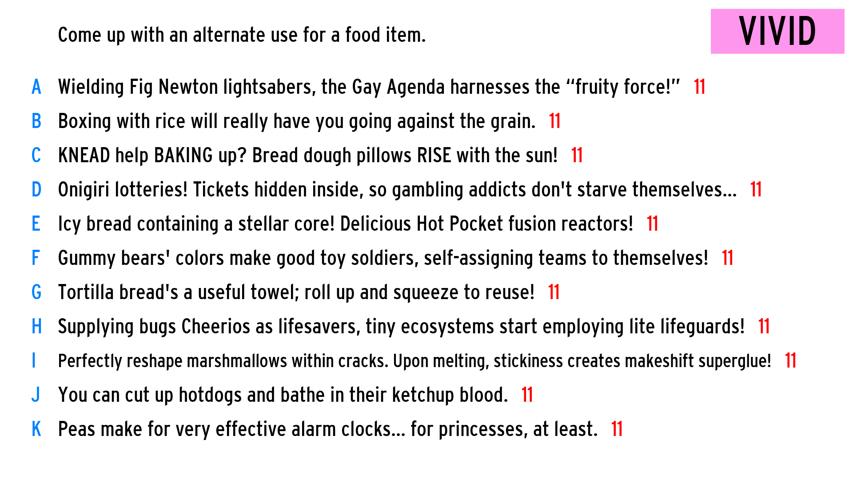 Come up with an alternate use for a food item.
VIVID
A Wielding Fig Newton lightsabers, the Gay Agenda harnesses the “fruity force!” 11
B Boxing with rice will really have you going against the grain. 11
C KNEAD help BAKING up? Bread dough pillows RISE with the sun! 11
D Onigiri lotteries! Tickets hidden inside, so gambling addicts don't starve themselves... 11
E Icy bread containing a stellar core! Delicious Hot Pocket fusion reactors! 11
F Gummy bears' colors make good toy soldiers, self-assigning teams to themselves! 11
G Tortilla bread's a useful towel; roll up and squeeze to reuse! 11
H Supplying bugs Cheerios as lifesavers, tiny ecosystems start employing lite lifeguards! 11
I Perfectly reshape marshmallows within cracks. Upon melting, stickiness creates makeshift superglue! 11
J You can cut up hotdogs and bathe in their ketchup blood. 11
K Peas make for very effective alarm clocks... for princesses, at least. 11